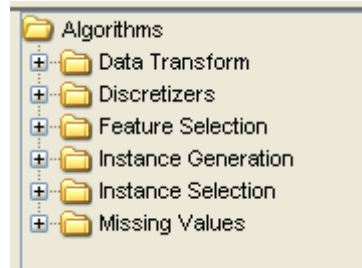 Algorithms
Data Transform
Discretizers
Feature Selection
Instance Generation
Instance Selection
Missing Values